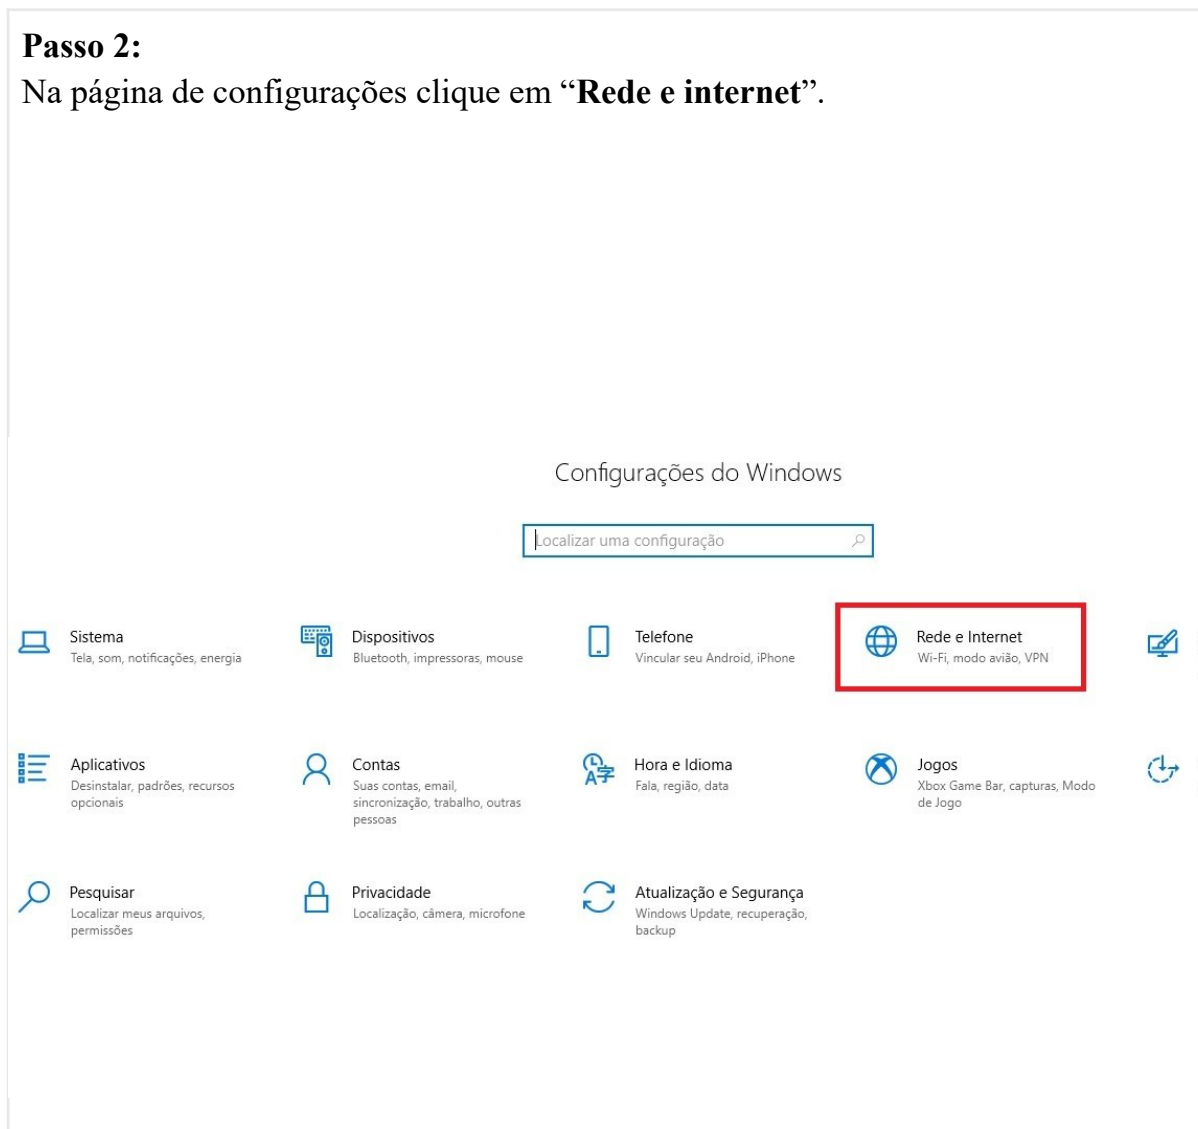 Passo 2:
Na página de configurações clique em “Rede e internet”.
Configurações do Windows
Localizar uma configuração
Sistema
Tela, som, notificações, energia
Dispositivos
Bluetooth, impressoras, mouse
Telefone
Vincular seu Android, iPhone
Rede e Internet
Wi-Fi, modo avião, VPN
Aplicativos
Desinstalar, padrões, recursos
opcionais
Contas
Suas contas, email,
sincronização, trabalho, outras
pessoas
Hora e Idioma
Fala, região, data
Jogos
Xbox Game Bar, capturas, Modo
de Jogo
Pesquisar
Localizar meus arquivos,
permissões
Privacidade
Localização, câmera, microfone
Atualização e Segurança
Windows Update, recuperação,
backup